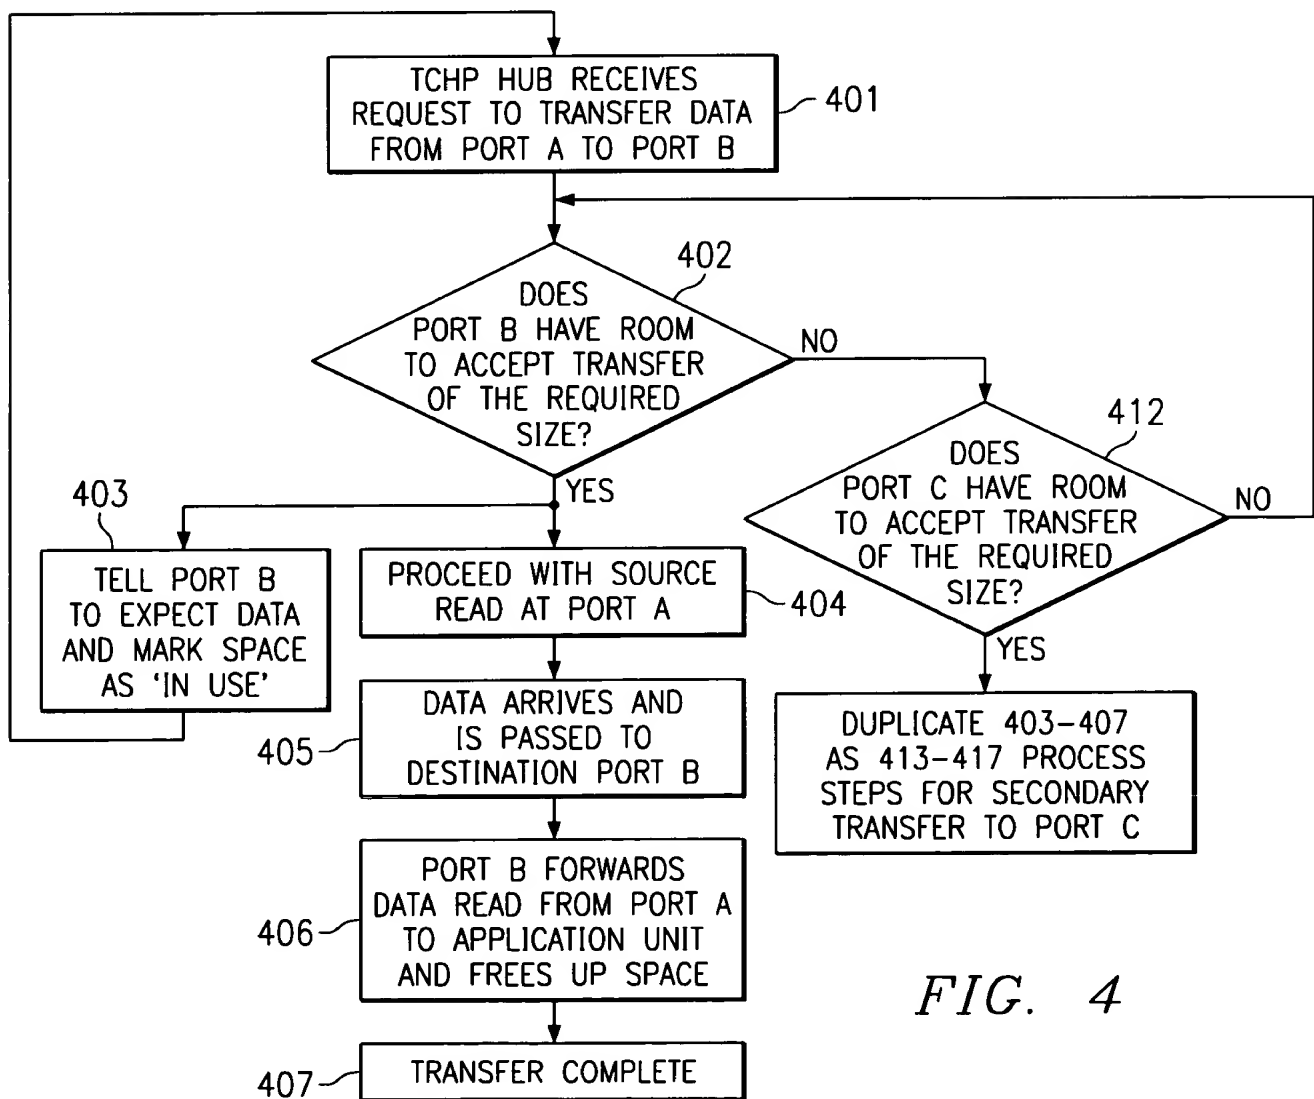 TCHP HUB RECEIVES
REQUEST TO TRANSFER DATA
FROM PORT A TO PORT B
401
402
DOES
PORT B HAVE ROOM
TO ACCEPT TRANSFER
OF THE REQUIRED
SIZE?
NO
YES
412
DOES
PORT C HAVE ROOM
TO ACCEPT TRANSFER
OF THE REQUIRED
SIZE?
NO
YES
403
TELL PORT B
TO EXPECT DATA
AND MARK SPACE
AS 'IN USE'
PROCEED WITH SOURCE
READ AT PORT A
404
DATA ARRIVES AND
IS PASSED TO
DESTINATION PORT B
405
DUPLICATE 403-407
AS 413-417 PROCESS
STEPS FOR SECONDARY
TRANSFER TO PORT C
PORT B FORWARDS
DATA READ FROM PORT A
TO APPLICATION UNIT
AND FREES UP SPACE
406
TRANSFER COMPLETE
407
FIG. 4